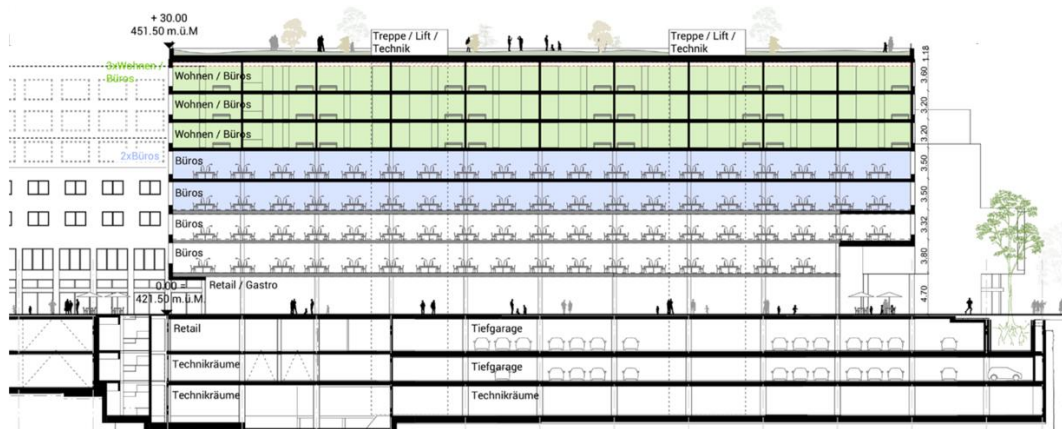 + 30.00
451.50 m.ü.M.
Treppe / Lift /
Technik
Treppe / Lift /
Technik
3xWohnen /
Büros
Wohnen / Büros
Wohnen / Büros
Wohnen / Büros
2xBüros
Büros
Büros
Büros
Büros
0.00 =
421.50 m.ü.M.
Retail / Gastro
Retail
Tiefgarage
Technikräume
Tiefgarage
Technikräume
Technikräume
1.18
3.60
3.20
3.20
3.50
3.50
3.32
3.80
4.70